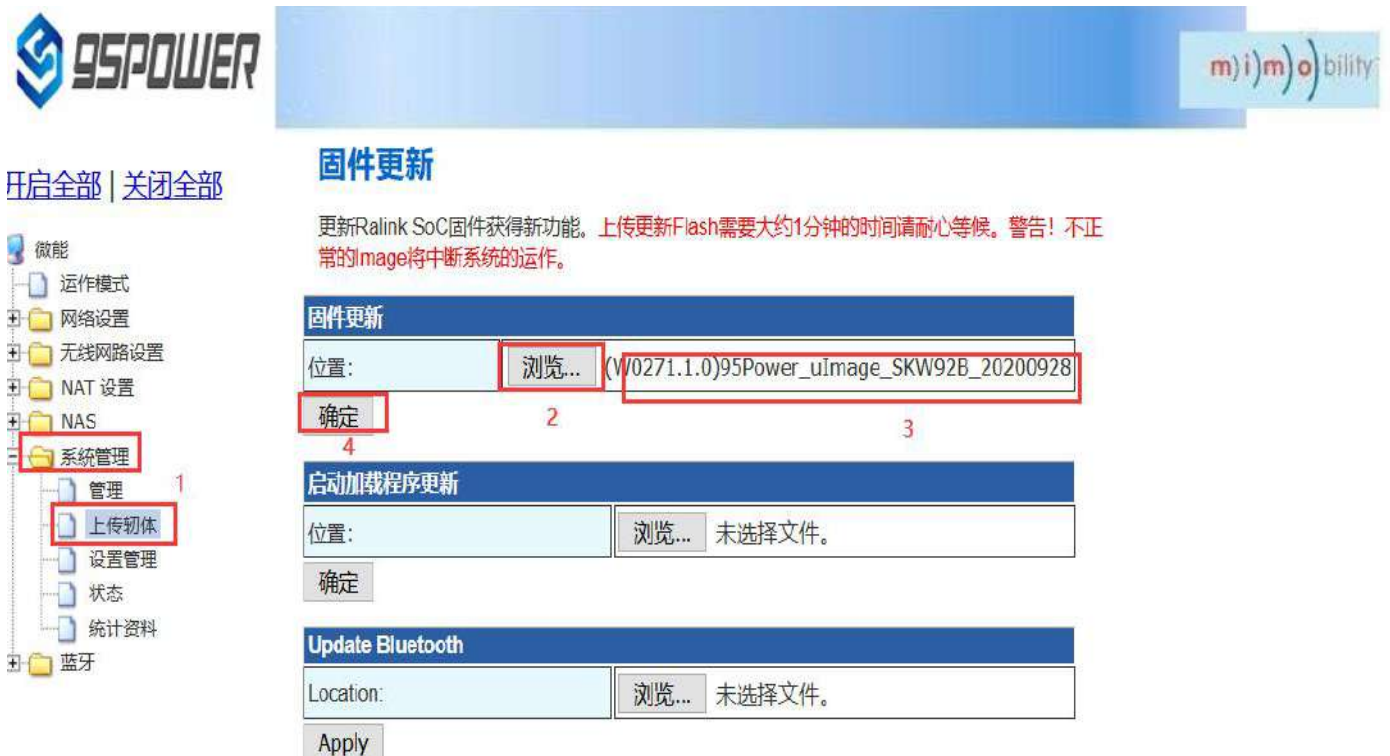 95POWER
m)i)m)o)bility
开启全部 | 关闭全部
微能
运作模式
网络设置
无线网路设置
NAT 设置
NAS
系统管理
1
管理
上传韧体
设置管理
状态
统计资料
蓝牙
固件更新
更新Ralink SoC固件获得新功能。上传更新Flash需要大约1分钟的时间请耐心等候。警告！不正
常的Image将中断系统的运作。
固件更新
位置: 浏览... (W0271.1.0)95Power_uImage_SKW92B_20200928
确定 2 3
4
启动加载程序更新
位置: 浏览... 未选择文件。
确定
Update Bluetooth
Location: 浏览... 未选择文件。
Apply